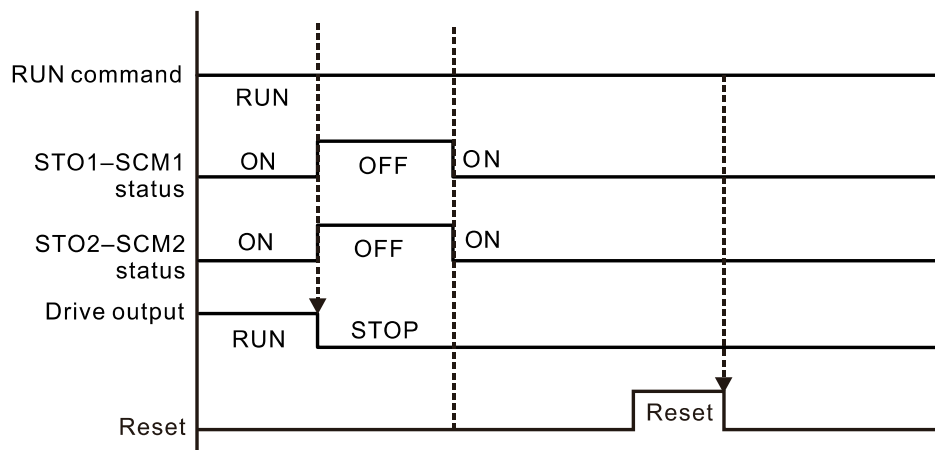 RUN command
RUN
STO1–SCM1
status
ON
OFF
ON
STO2–SCM2
status
ON
OFF
ON
Drive output
RUN
STOP
Reset
Reset